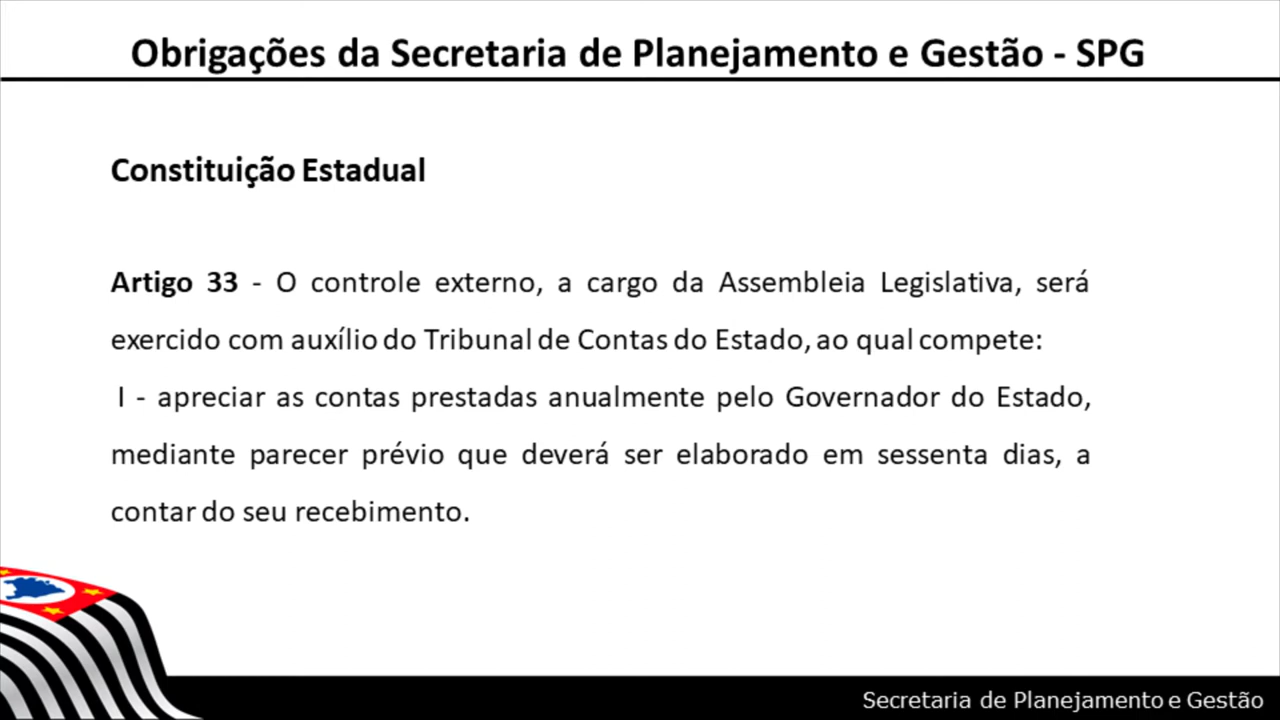 Obrigações da Secretaria de Planejamento e Gestão - SPG
Constituição Estadual
Artigo 33 - O controle externo, a cargo da Assembleia Legislativa, será
exercido com auxílio do Tribunal de Contas do Estado, ao qual compete:
I - apreciar as contas prestadas anualmente pelo Governador do Estado,
mediante parecer prévio que deverá ser elaborado em sessenta dias, a
contar do seu recebimento.
Secretaria de Planejamento e Gestão